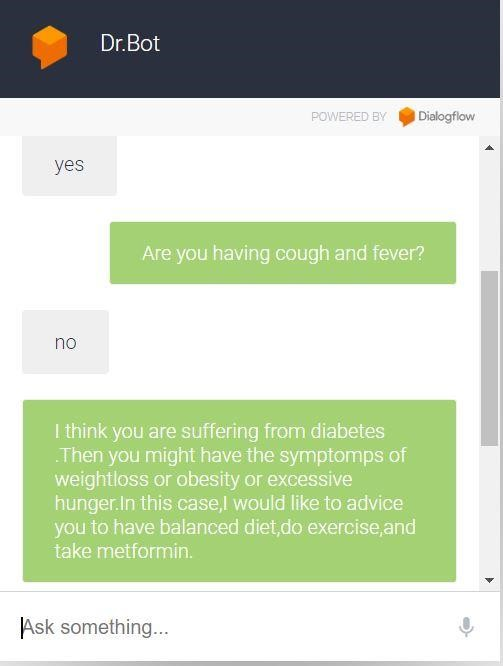 Dr.Bot
POWERED BY Dialogflow
yes
Are you having cough and fever?
no
I think you are suffering from diabetes
.Then you might have the symptomps of
weightloss or obesity or excessive
hunger.In this case,I would like to advice
you to have balanced diet,do exercise,and
take metformin.
Ask something...